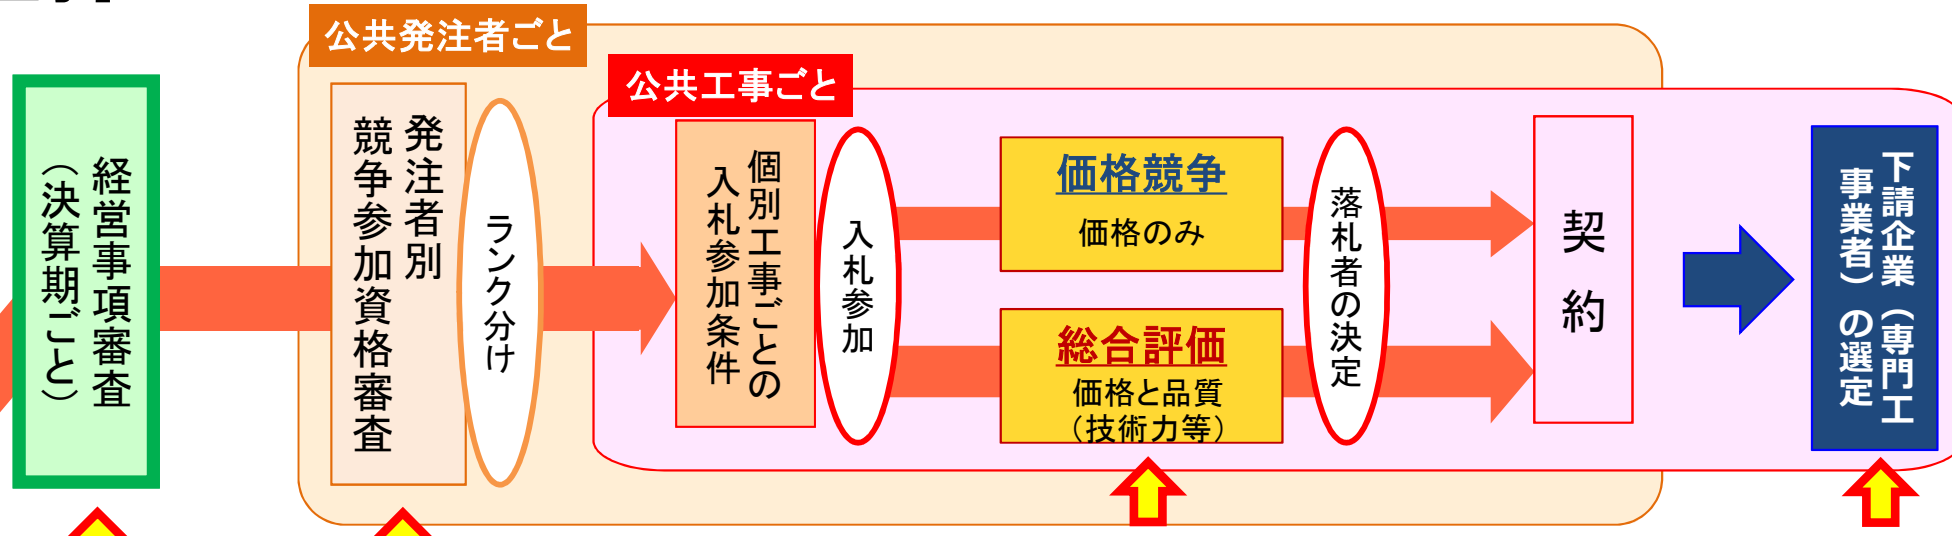 公共発注者ごと
公共工事ごと
経営事項審査
（決算期ごと）
発注者別
競争参加資格審査
ランク分け
個別工事ごとの
入札参加条件
入札参加
価格競争
価格のみ
総合評価
価格と品質
（技術力等）
落札者の決定
契約
下請企業（専門工
事業者）の選定